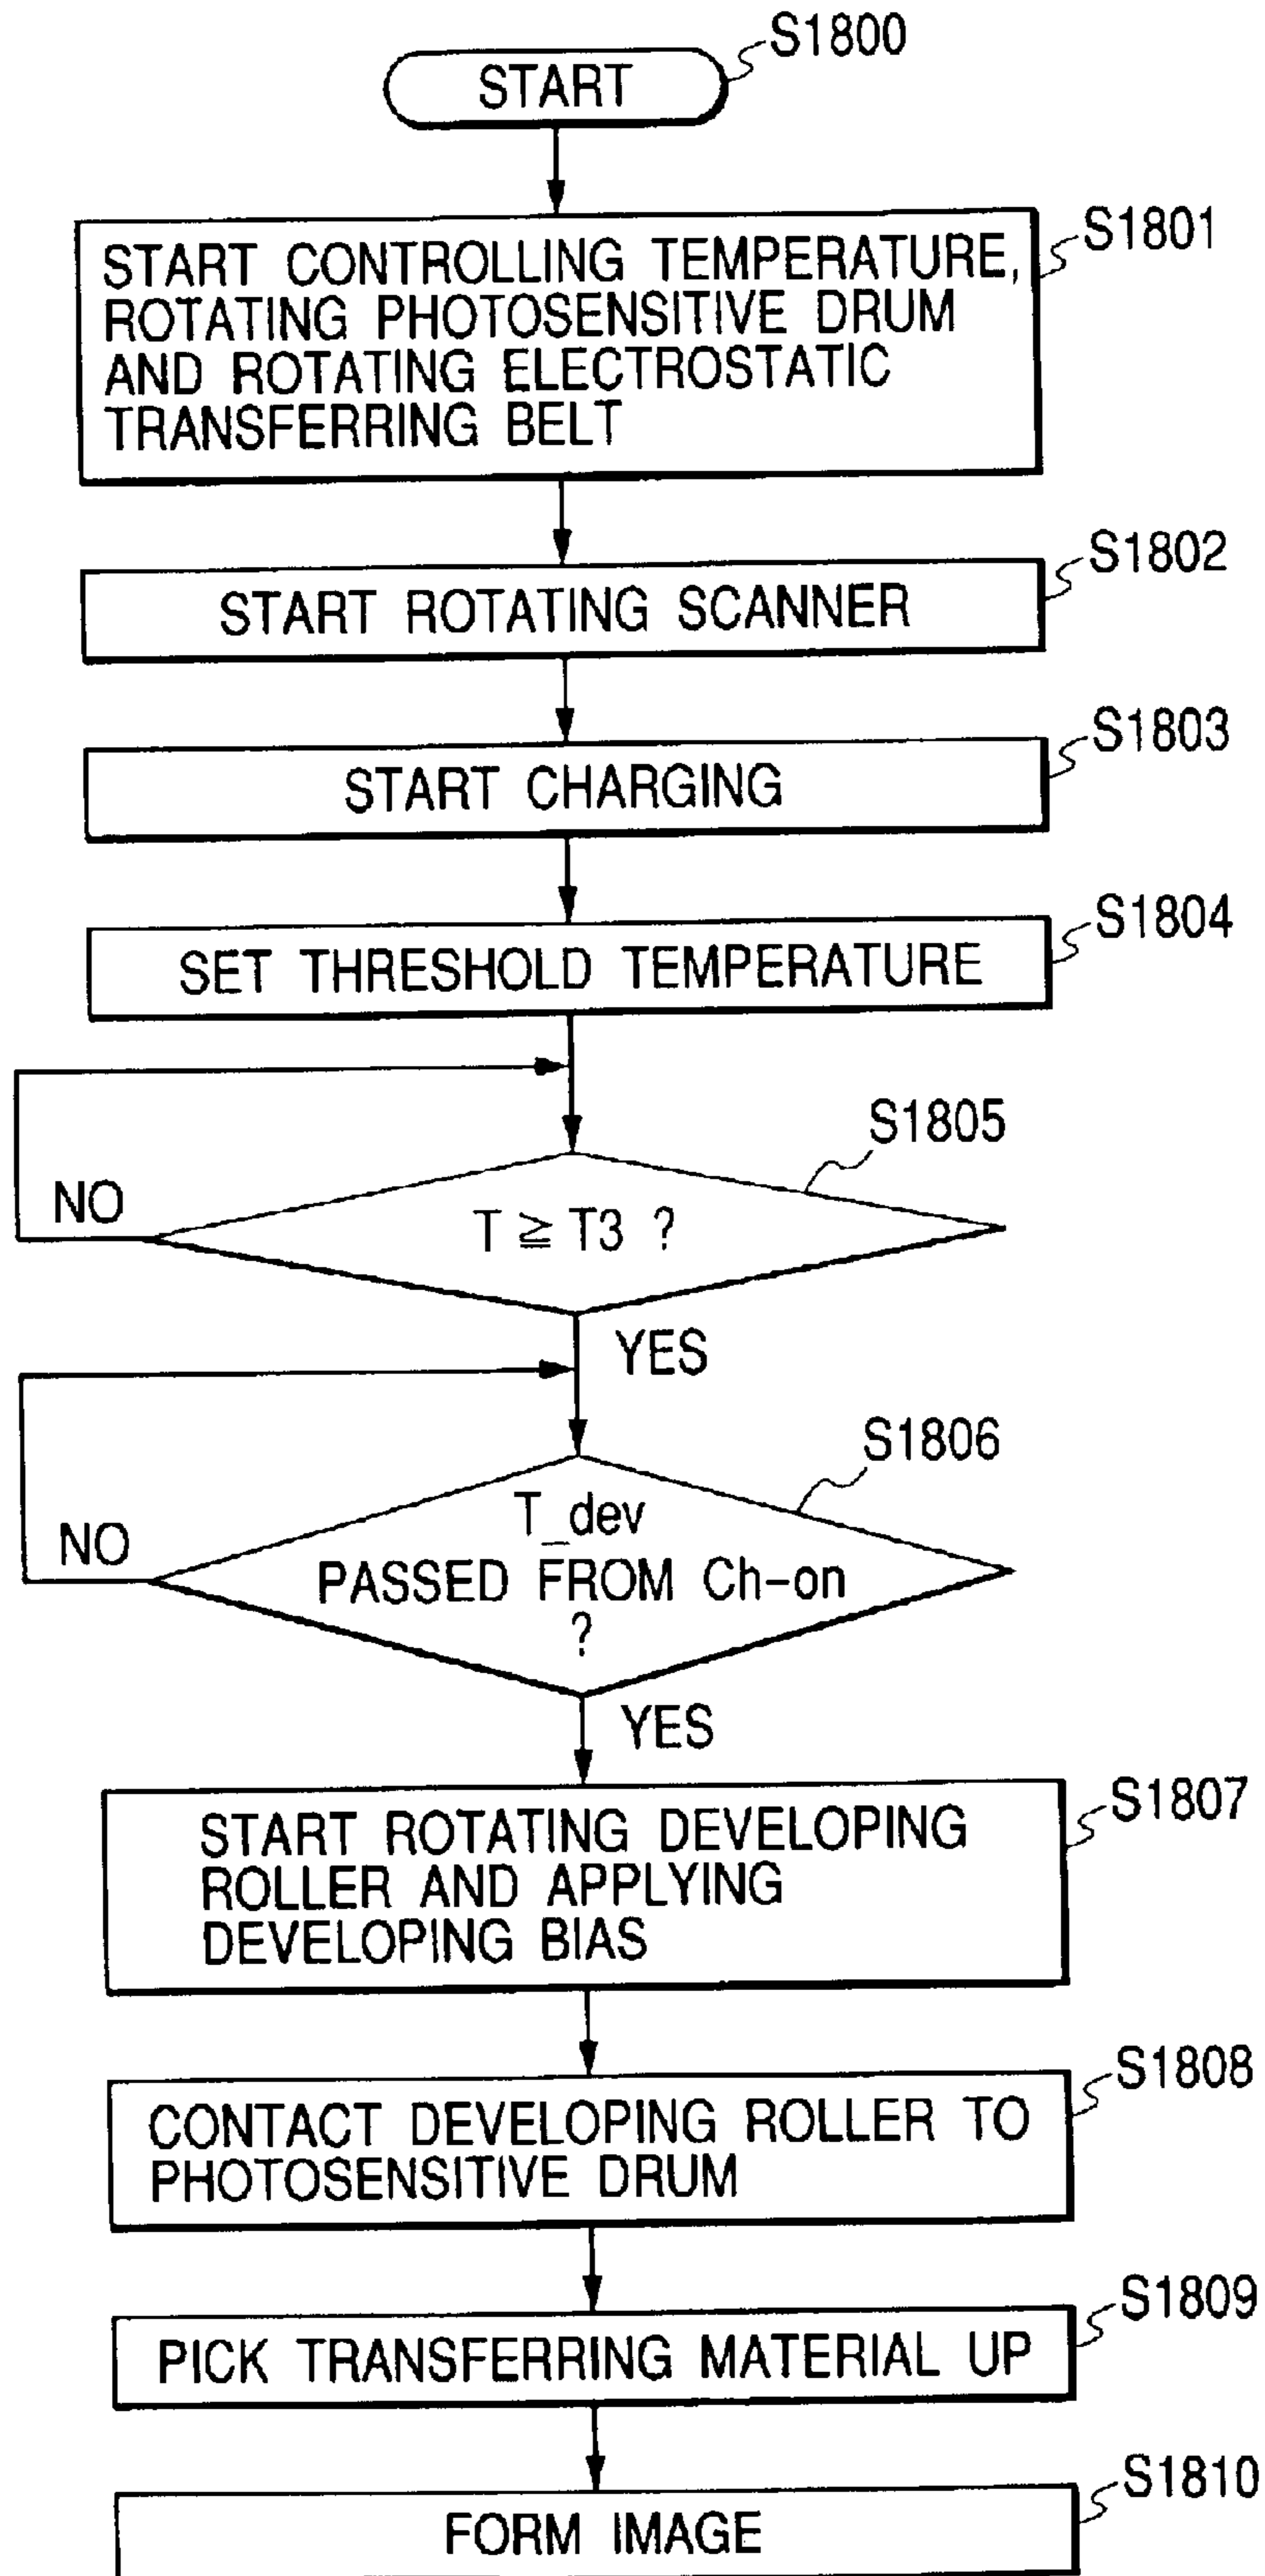 S1800
START
S1801
START CONTROLLING TEMPERATURE,
ROTATING PHOTOSENSITIVE DRUM
AND ROTATING ELECTROSTATIC
TRANSFERRING BELT
S1802
START ROTATING SCANNER
S1803
START CHARGING
S1804
SET THRESHOLD TEMPERATURE
S1805
NO
T ≧ T3 ?
YES
S1806
T_dev
NO
PASSED FROM Ch-on
?
YES
S1807
START ROTATING DEVELOPING
ROLLER AND APPLYING
DEVELOPING BIAS
S1808
CONTACT DEVELOPING ROLLER TO
PHOTOSENSITIVE DRUM
S1809
PICK TRANSFERRING MATERIAL UP
S1810
FORM IMAGE